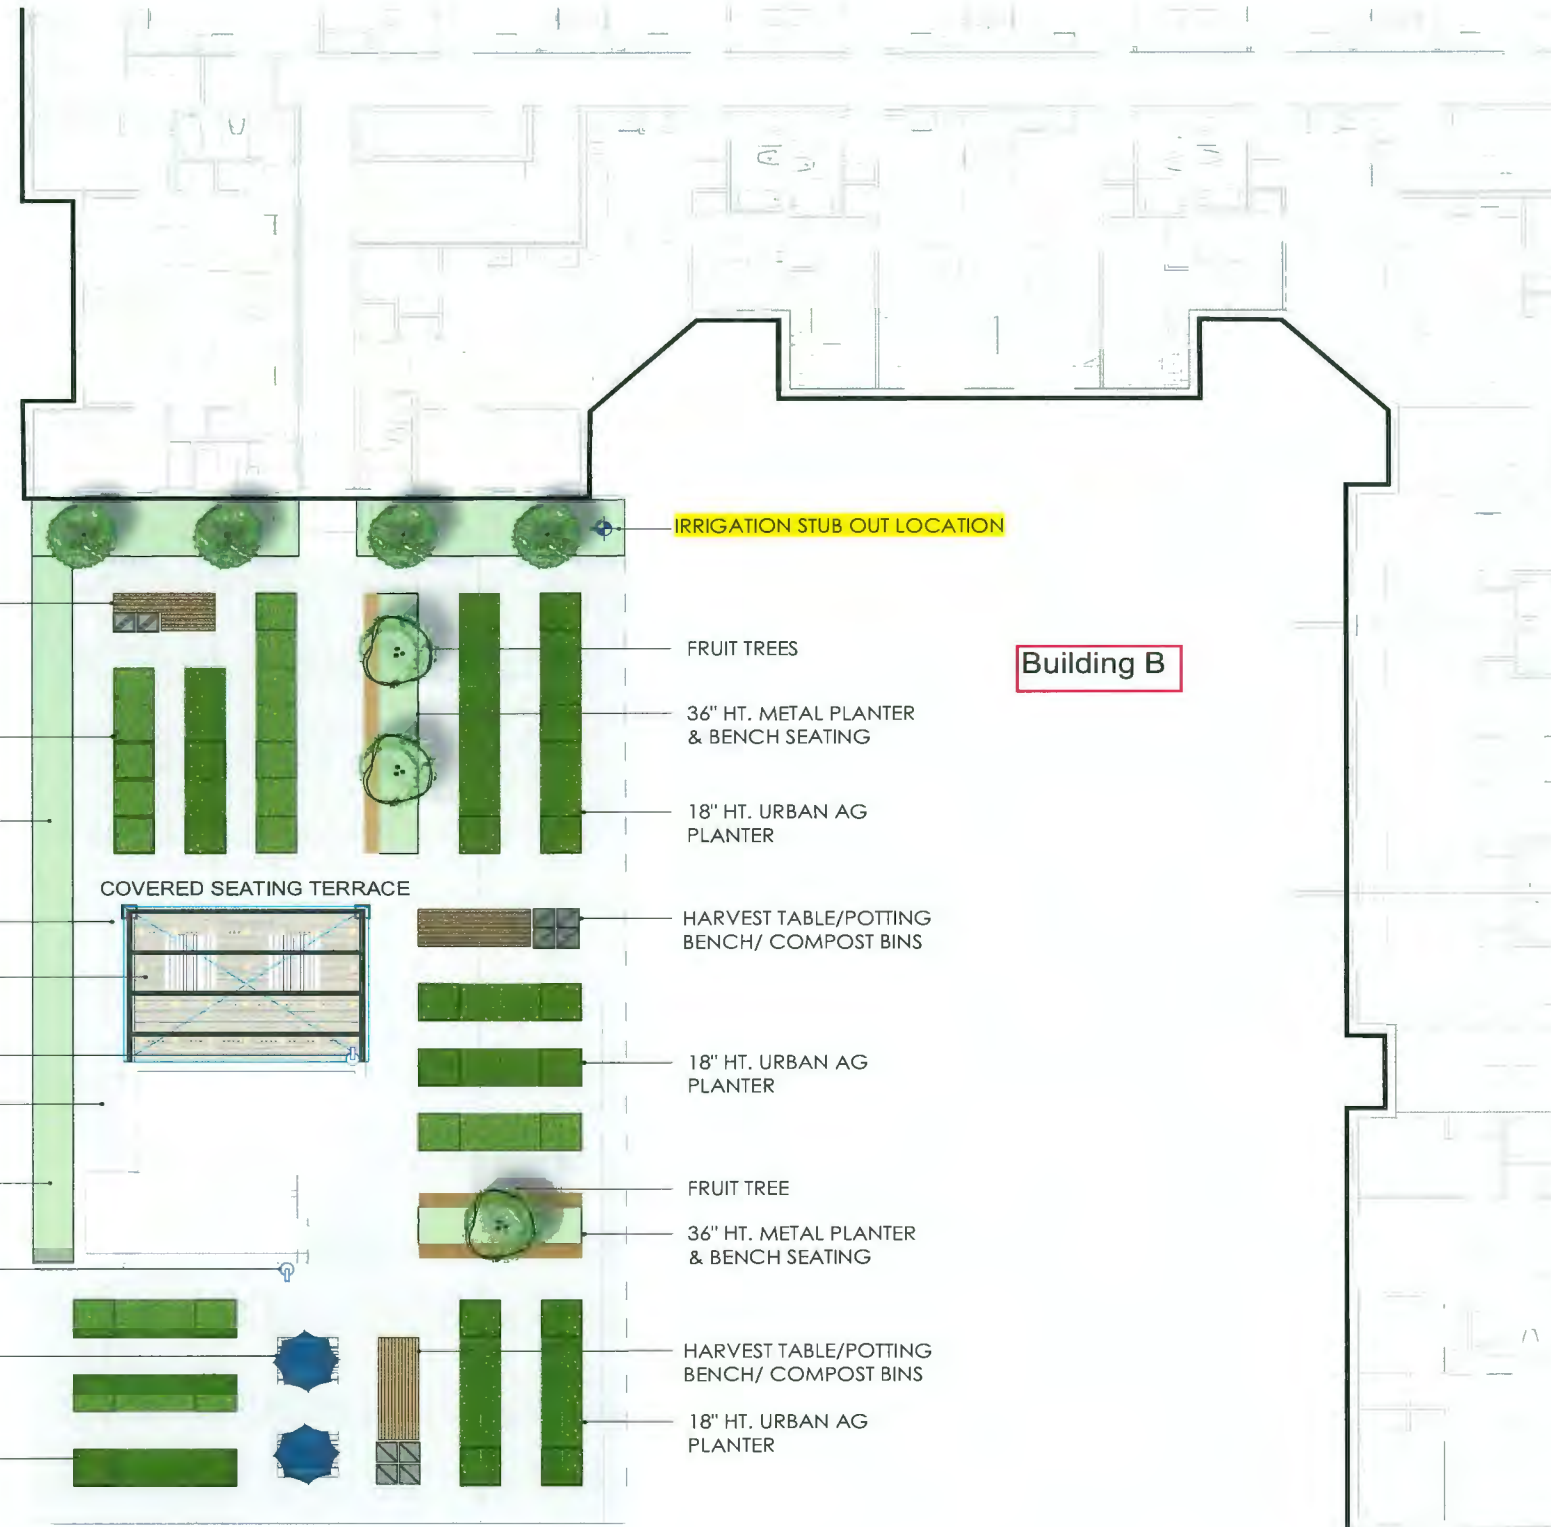 IRRIGATION STUB OUT LOCATION
FRUIT TREES
Building B
36" HT. METAL PLANTER
& BENCH SEATING
18" HT. URBAN AG
PLANTER
COVERED SEATING TERRACE
HARVEST TABLE/POTTING
BENCH/ COMPOST BINS
18" HT. URBAN AG
PLANTER
FRUIT TREE
36" HT. METAL PLANTER
& BENCH SEATING
HARVEST TABLE/POTTING
BENCH/ COMPOST BINS
18" HT. URBAN AG
PLANTER